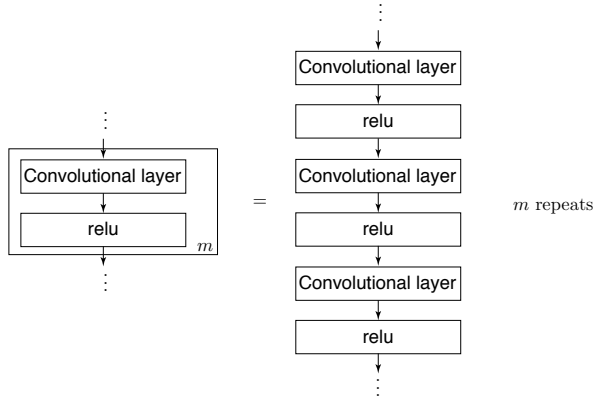 ⋮
Convolutional layer
relu
m
⋮
=
⋮
Convolutional layer
relu
Convolutional layer
relu
Convolutional layer
relu
⋮
m repeats